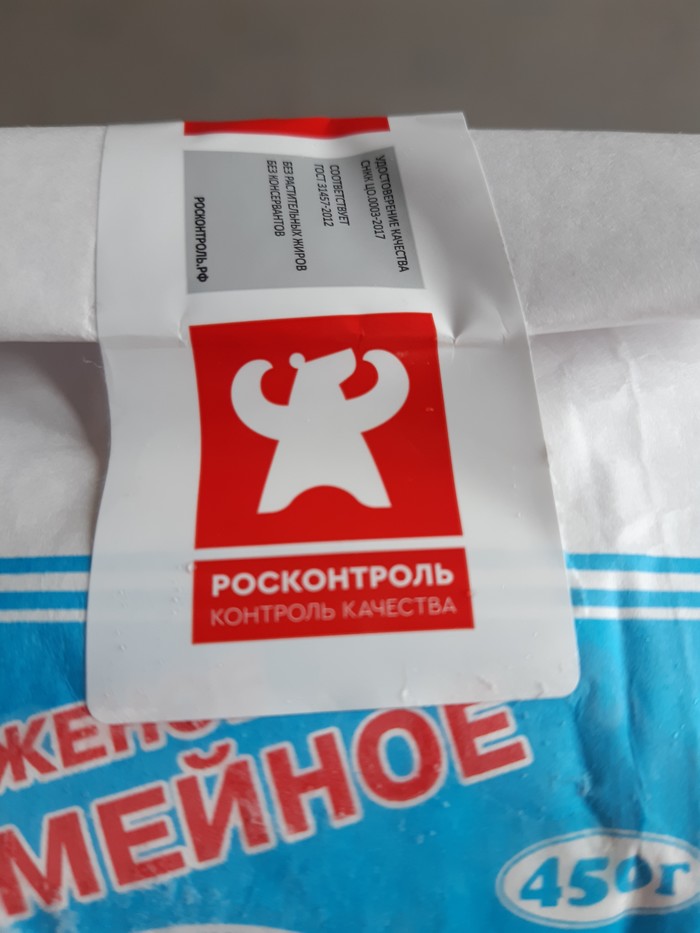 УДОСТОВЕРЕНИЕ КАЧЕСТВА
СНКК ЦО.0003-2017
СООТВЕТСТВУЕТ
ГОСТ 31457-2012
БЕЗ РАСТИТЕЛЬНЫХ ЖИРОВ
БЕЗ КОНСЕРВАНТОВ
РОСКОНТРОЛЬ.РФ
РОСКОНТРОЛЬ
КОНТРОЛЬ КАЧЕСТВА
МЕЙНОЕ
450г